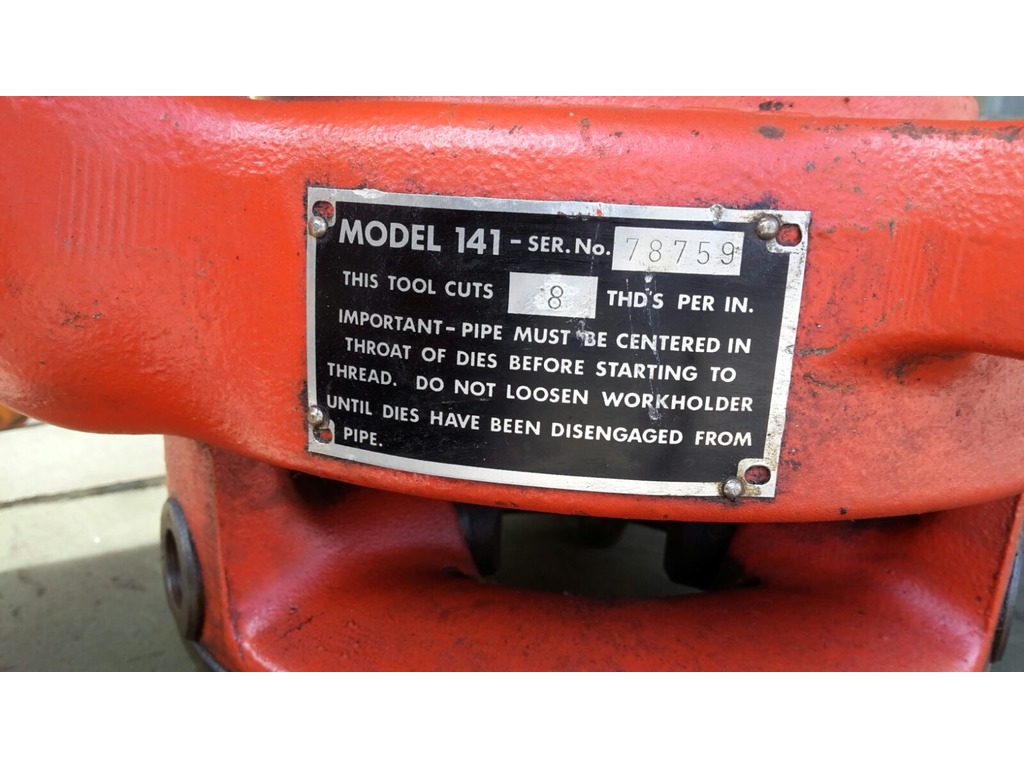 MODEL 141 - SER. No. 78759
THIS TOOL CUTS 8 THD'S PER IN.
IMPORTANT - PIPE MUST BE CENTERED IN
THROAT OF DIES BEFORE STARTING TO
THREAD. DO NOT LOOSEN WORKHOLDER
UNTIL DIES HAVE BEEN DISENGAGED FROM
PIPE.